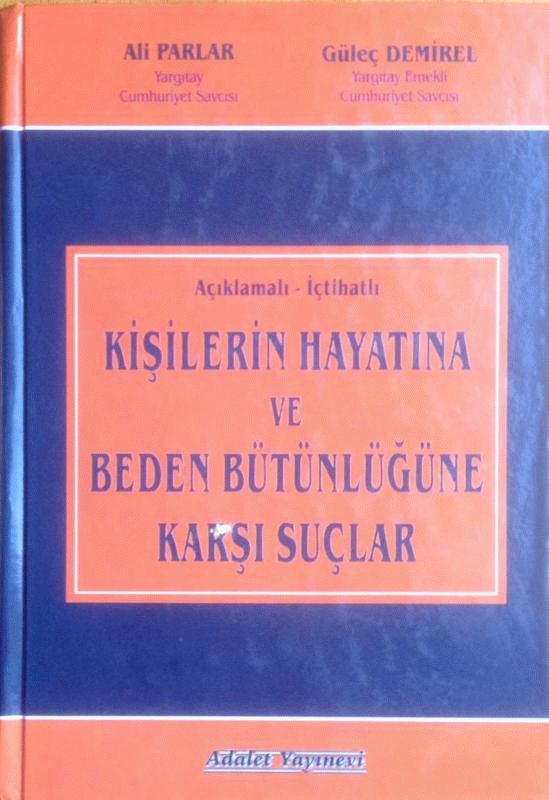 Ali PARLAR
Yargıtay
Cumhuriyet Savcısı
Güleç DEMİREL
Yargıtay Emekli
Cumhuriyet Savcısı
Açıklamalı - İçtihatlı
KİŞİLERİN HAYATINA
VE
BEDEN BÜTÜNLÜĞÜNE
KARŞI SUÇLAR
Adalet Yayınevi